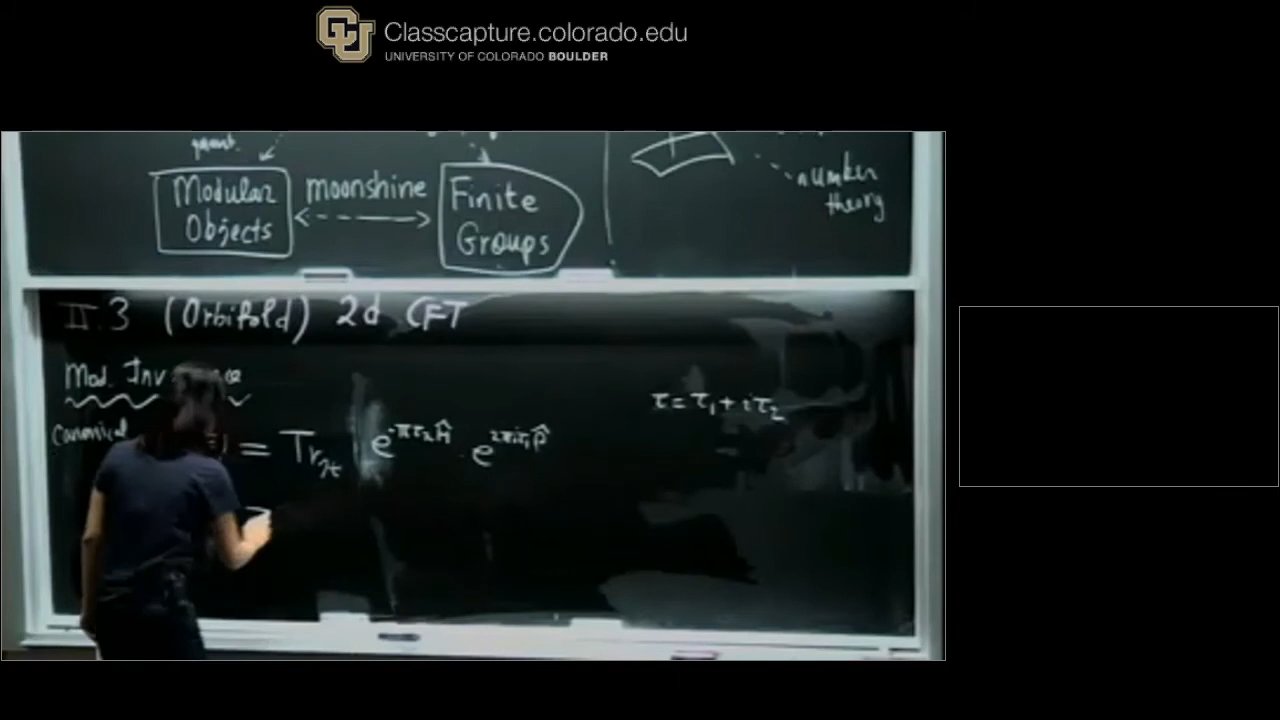 Classcapture.colorado.edu
UNIVERSITY OF COLORADO BOULDER
Modular
Objects
moonshine
Finite
Groups
number
theory
II.3 (Orbifold) 2d CFT
Mod. Inv
τ = τ₁ + iτ₂
Canonical
= Tr_ℋ e^{-πτ₂Ĥ} · e^{2πiτ₁P̂}